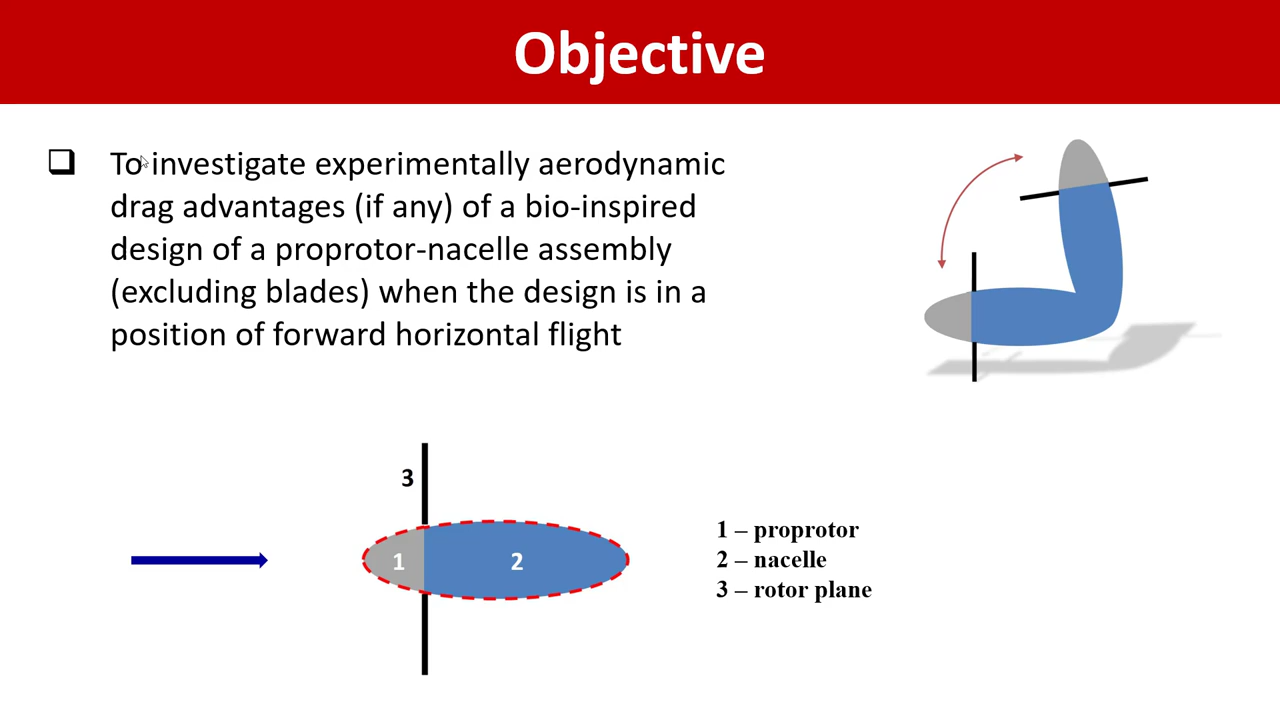 Objective
To investigate experimentally aerodynamic
drag advantages (if any) of a bio-inspired
design of a proprotor-nacelle assembly
(excluding blades) when the design is in a
position of forward horizontal flight
3
1
2
1 – proprotor
2 – nacelle
3 – rotor plane